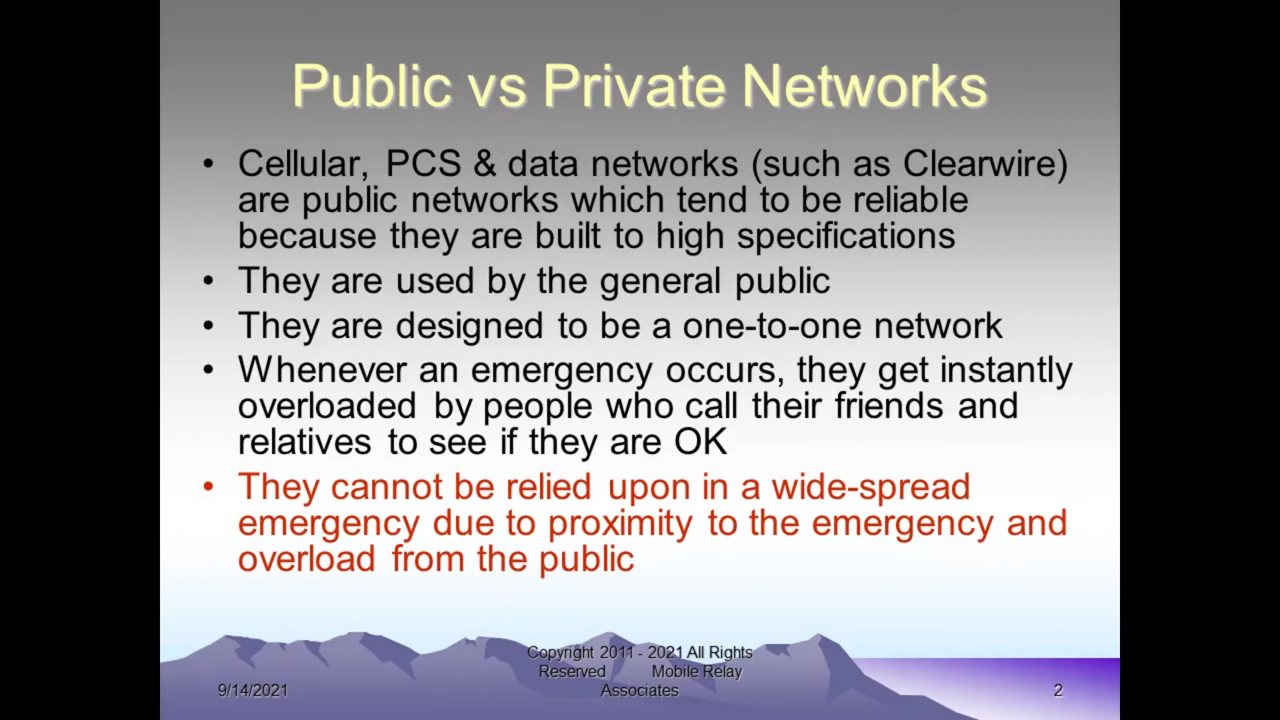 Public vs Private Networks
• Cellular, PCS & data networks (such as Clearwire)
are public networks which tend to be reliable
because they are built to high specifications
• They are used by the general public
• They are designed to be a one-to-one network
• Whenever an emergency occurs, they get instantly
overloaded by people who call their friends and
relatives to see if they are OK
• They cannot be relied upon in a wide-spread
emergency due to proximity to the emergency and
overload from the public
Copyright 2011 - 2021 All Rights
Reserved Mobile Relay
Associates
9/14/2021
2